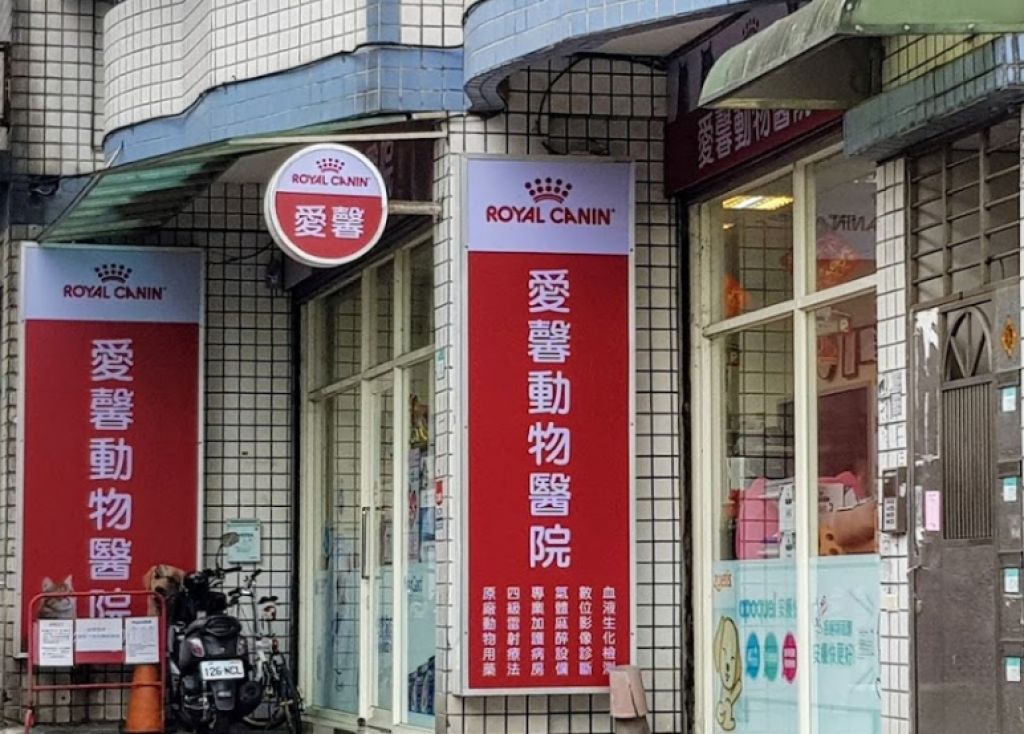 ROYAL CANIN
愛馨動物醫院
ROYAL CANIN
愛馨
ROYAL CANIN
愛馨動物醫院
血液生化檢測
數位影像診斷
氣體麻醉設備
專業加護病房
四級雷射療法
原廠動物用藥
愛馨動物醫院
126-NCL